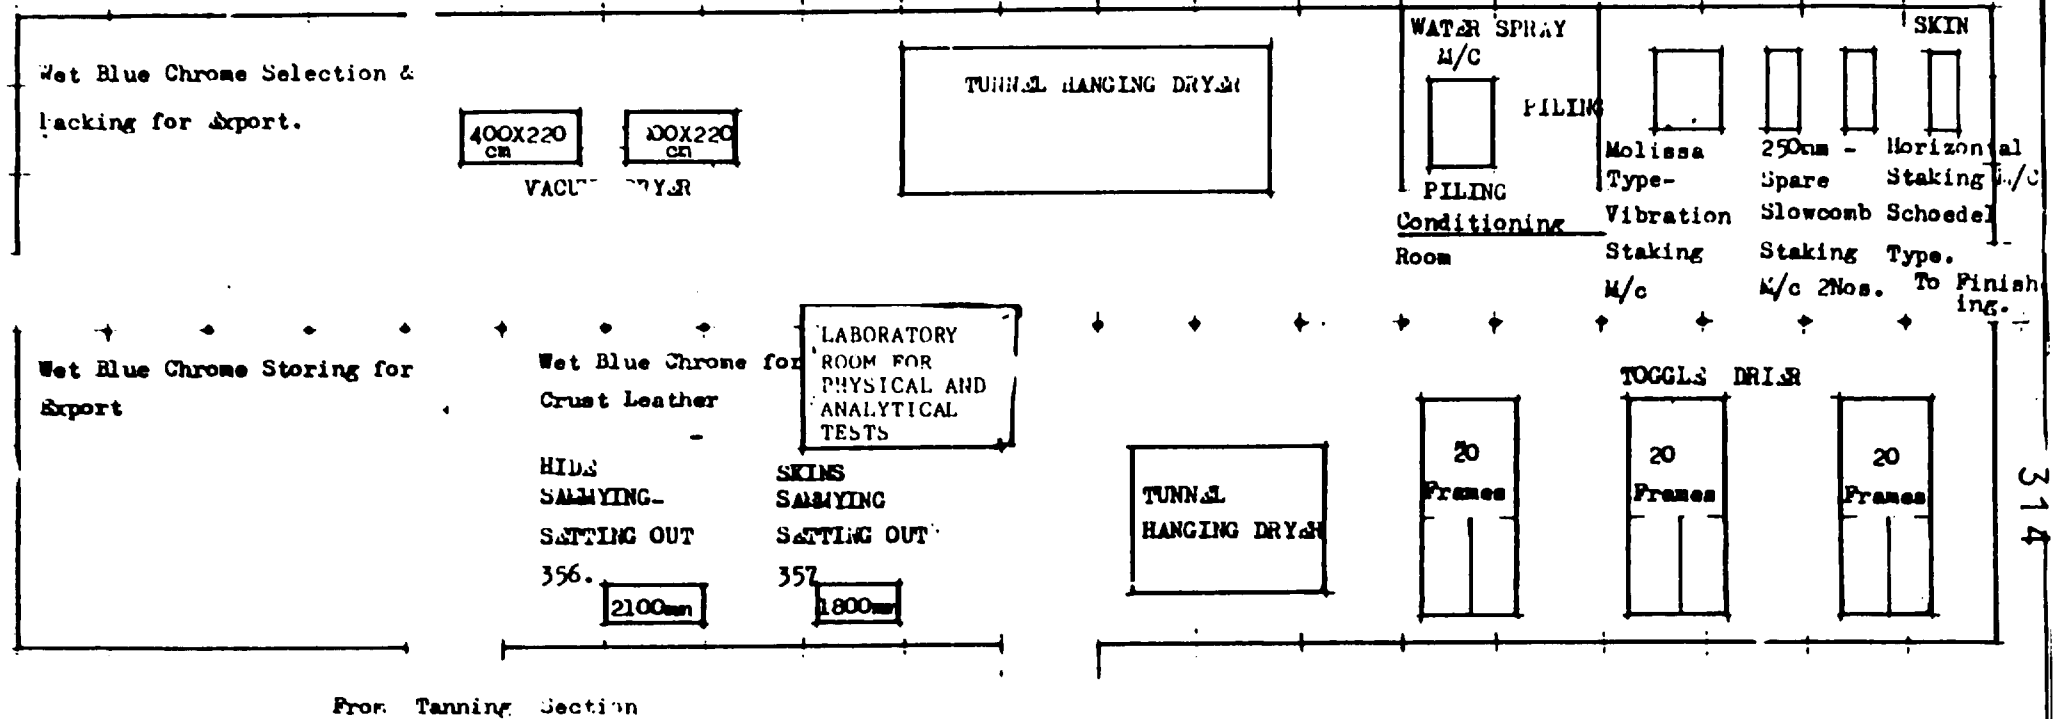 Wet Blue Chrome Selection &
Packing for Export.
400X220
cm
00X220
cm
TUNNEL HANGING DRYER
WATER SPRAY
M/C
PILING
PILING
Conditioning
Room
SKIN
Molissa
Type-
Vibration
Staking
M/c
250mm -
Spare
Slowcomb
Staking
M/c 2Nos.
Horizontal
Staking M/C
Schoedel
Type.
To Finish
ing.
Wet Blue Chrome Storing for
Export
Wet Blue Chrome for
Crust Leather
LABORATORY
ROOM FOR
PHYSICAL AND
ANALYTICAL
TESTS
HIDE
SAMMYING-
SETTING OUT
356.
2100mm
SKINS
SAMMYING
SETTING OUT
357
1800mm
TUNNEL
HANGING DRYER
TOGGLE DRIER
20
Frames
20
Frames
20
Frames
314
From Tanning Section